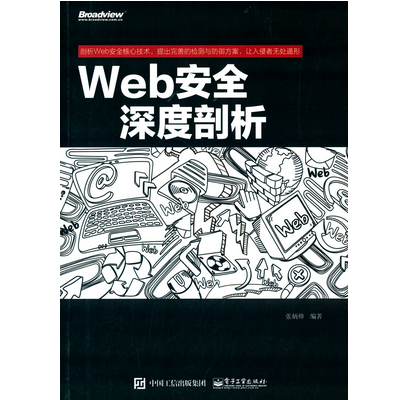 Broadview®
www.broadview.com.cn
剖析Web安全核心技术，提出完善的检测与防御方案，让入侵者无处遁形
Web安全
深度剖析
Web
Web
Web
Web
张炳帅 编著
中国工信出版集团 电子工业出版社